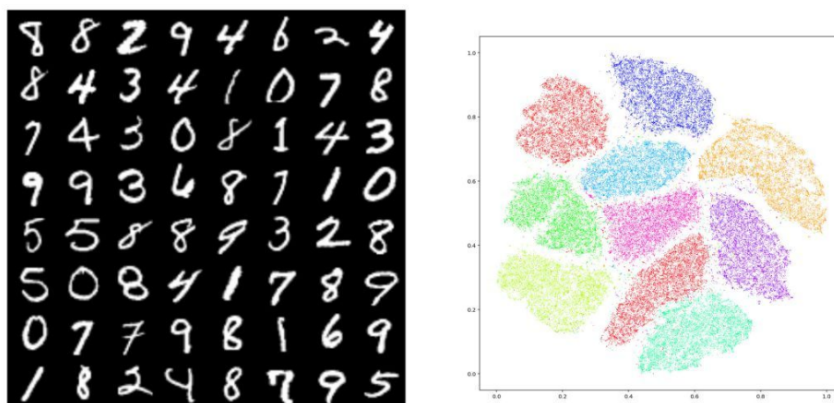 8 8 2 9 4 6 2 4
8 4 3 4 1 0 7 8
7 4 3 0 8 1 4 3
9 9 3 6 8 7 1 0
5 5 8 8 9 3 2 8
5 0 8 4 1 7 8 9
0 7 7 9 8 1 6 9
1 8 2 4 8 7 9 5
1.0
0.8
0.6
0.4
0.2
0.0
0.0 0.2 0.4 0.6 0.8 1.0